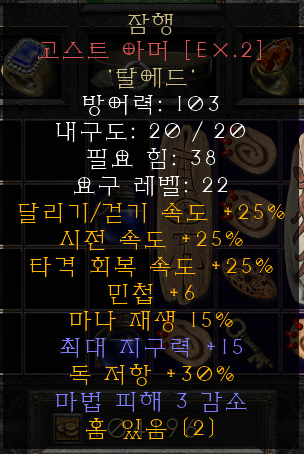 잠행
고스트 아머 [EX.2]
'탈에드'
방어력: 103
내구도: 20 / 20
필요 힘: 38
요구 레벨: 22
달리기/걷기 속도 +25%
시전 속도 +25%
타격 회복 속도 +25%
민첩 +6
마나 재생 15%
최대 지구력 +15
독 저항 +30%
마법 피해 3 감소
홈 있음 (2)